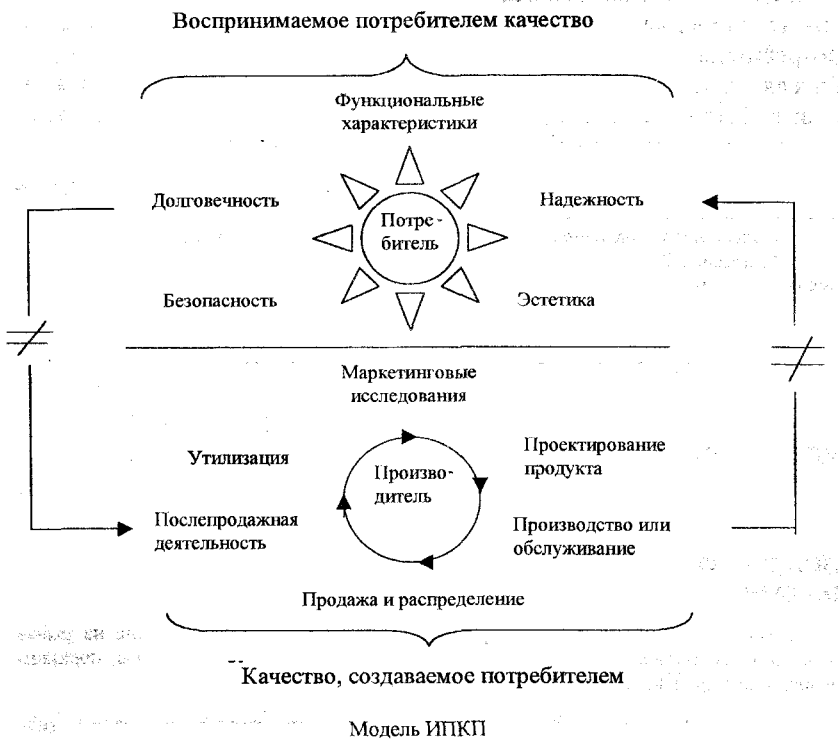 Воспринимаемое потребителем качество
Функциональные
характеристики
Долговечность
Надежность
Потре-
битель
Безопасность
Эстетика
Маркетинговые
исследования
Утилизация
Произво-
дитель
Проектирование
продукта
Послепродажная
деятельность
Производство или
обслуживание
Продажа и распределение
Качество, создаваемое потребителем
Модель ИПКП